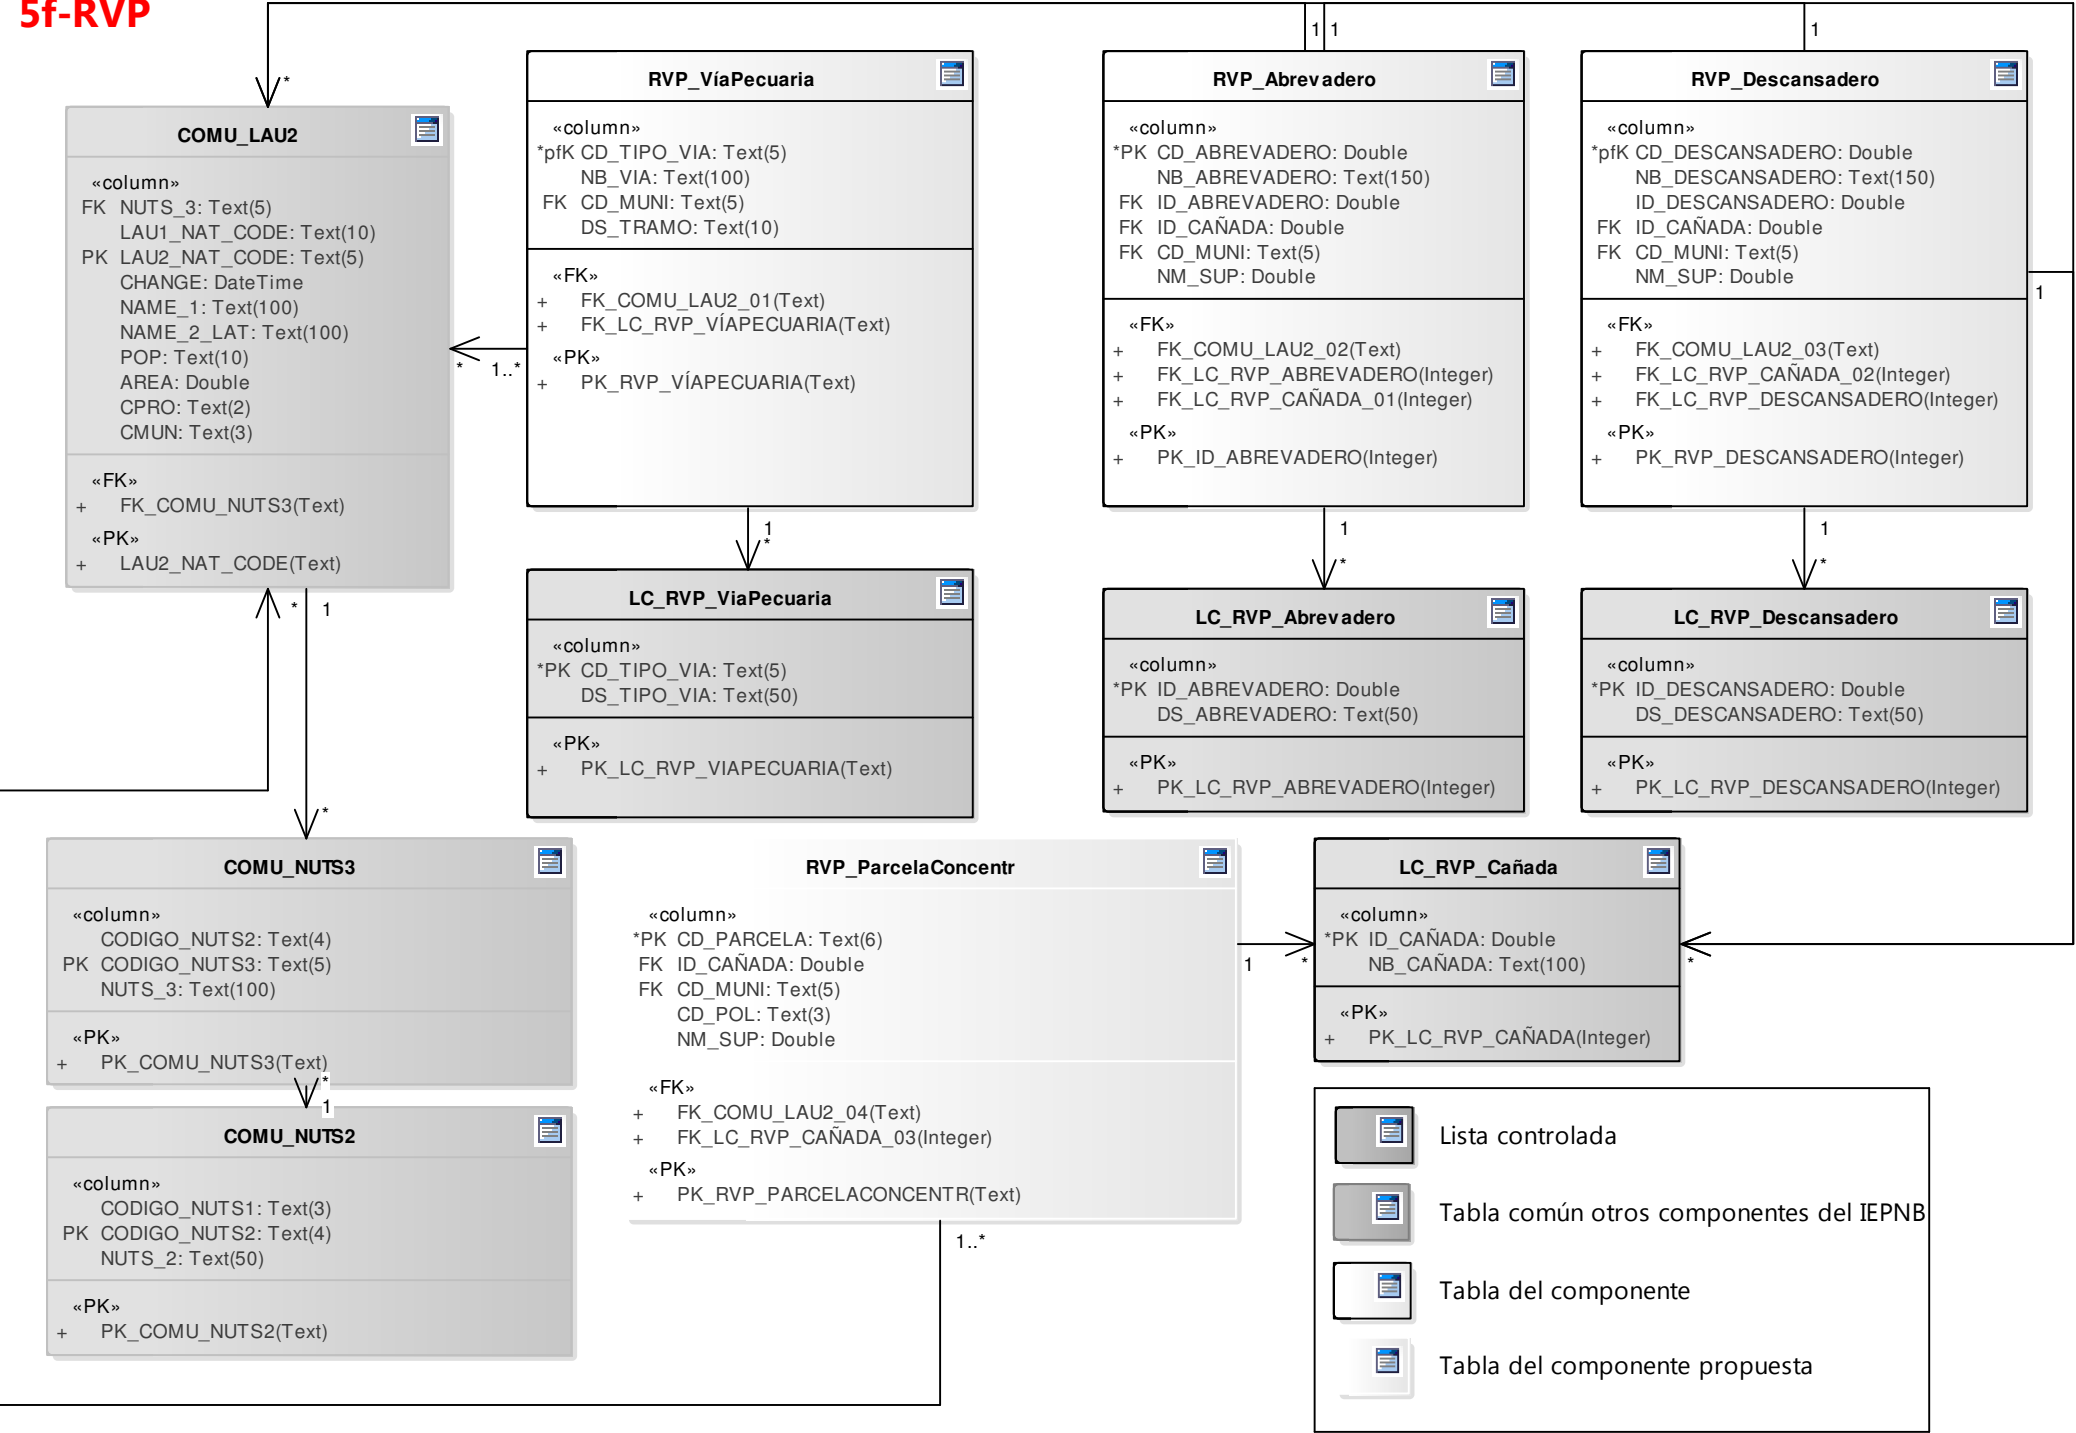 5f-RVP
COMU_LAU2
«column»
FK NUTS_3: Text(5)
LAU1_NAT_CODE: Text(10)
PK LAU2_NAT_CODE: Text(5)
CHANGE: DateTime
NAME_1: Text(100)
NAME_2_LAT: Text(100)
POP: Text(10)
AREA: Double
CPRO: Text(2)
CMUN: Text(3)
«FK»
+ FK_COMU_NUTS3(Text)
«PK»
+ LAU2_NAT_CODE(Text)
*
* 1
*
* 1..*
RVP_VíaPecuaria
«column»
*pfK CD_TIPO_VIA: Text(5)
NB_VIA: Text(100)
FK CD_MUNI: Text(5)
DS_TRAMO: Text(10)
«FK»
+ FK_COMU_LAU2_01(Text)
+ FK_LC_RVP_VÍAPECUARIA(Text)
«PK»
+ PK_RVP_VÍAPECUARIA(Text)
1
*
LC_RVP_ViaPecuaria
«column»
*PK CD_TIPO_VIA: Text(5)
DS_TIPO_VIA: Text(50)
«PK»
+ PK_LC_RVP_VIAPECUARIA(Text)
1 1
RVP_Abrevadero
«column»
*PK CD_ABREVADERO: Double
NB_ABREVADERO: Text(150)
FK ID_ABREVADERO: Double
FK ID_CAÑADA: Double
FK CD_MUNI: Text(5)
NM_SUP: Double
«FK»
+ FK_COMU_LAU2_02(Text)
+ FK_LC_RVP_ABREVADERO(Integer)
+ FK_LC_RVP_CAÑADA_01(Integer)
«PK»
+ PK_ID_ABREVADERO(Integer)
1
*
LC_RVP_Abrevadero
«column»
*PK ID_ABREVADERO: Double
DS_ABREVADERO: Text(50)
«PK»
+ PK_LC_RVP_ABREVADERO(Integer)
1
RVP_Descansadero
«column»
*pfK CD_DESCANSADERO: Double
NB_DESCANSADERO: Text(150)
ID_DESCANSADERO: Double
FK ID_CAÑADA: Double
FK CD_MUNI: Text(5)
NM_SUP: Double
«FK»
+ FK_COMU_LAU2_03(Text)
+ FK_LC_RVP_CAÑADA_02(Integer)
+ FK_LC_RVP_DESCANSADERO(Integer)
«PK»
+ PK_RVP_DESCANSADERO(Integer)
1
1
*
LC_RVP_Descansadero
«column»
*PK ID_DESCANSADERO: Double
DS_DESCANSADERO: Text(50)
«PK»
+ PK_LC_RVP_DESCANSADERO(Integer)
COMU_NUTS3
«column»
CODIGO_NUTS2: Text(4)
PK CODIGO_NUTS3: Text(5)
NUTS_3: Text(100)
«PK»
+ PK_COMU_NUTS3(Text)
*
1
COMU_NUTS2
«column»
CODIGO_NUTS1: Text(3)
PK CODIGO_NUTS2: Text(4)
NUTS_2: Text(50)
«PK»
+ PK_COMU_NUTS2(Text)
RVP_ParcelaConcentr
«column»
*PK CD_PARCELA: Text(6)
FK ID_CAÑADA: Double
FK CD_MUNI: Text(5)
CD_POL: Text(3)
NM_SUP: Double
«FK»
+ FK_COMU_LAU2_04(Text)
+ FK_LC_RVP_CAÑADA_03(Integer)
«PK»
+ PK_RVP_PARCELACONCENTR(Text)
1..*
1 *
LC_RVP_Cañada
«column»
*PK ID_CAÑADA: Double
NB_CAÑADA: Text(100)
«PK»
+ PK_LC_RVP_CAÑADA(Integer)
*
Lista controlada
Tabla común otros componentes del IEPNB
Tabla del componente
Tabla del componente propuesta